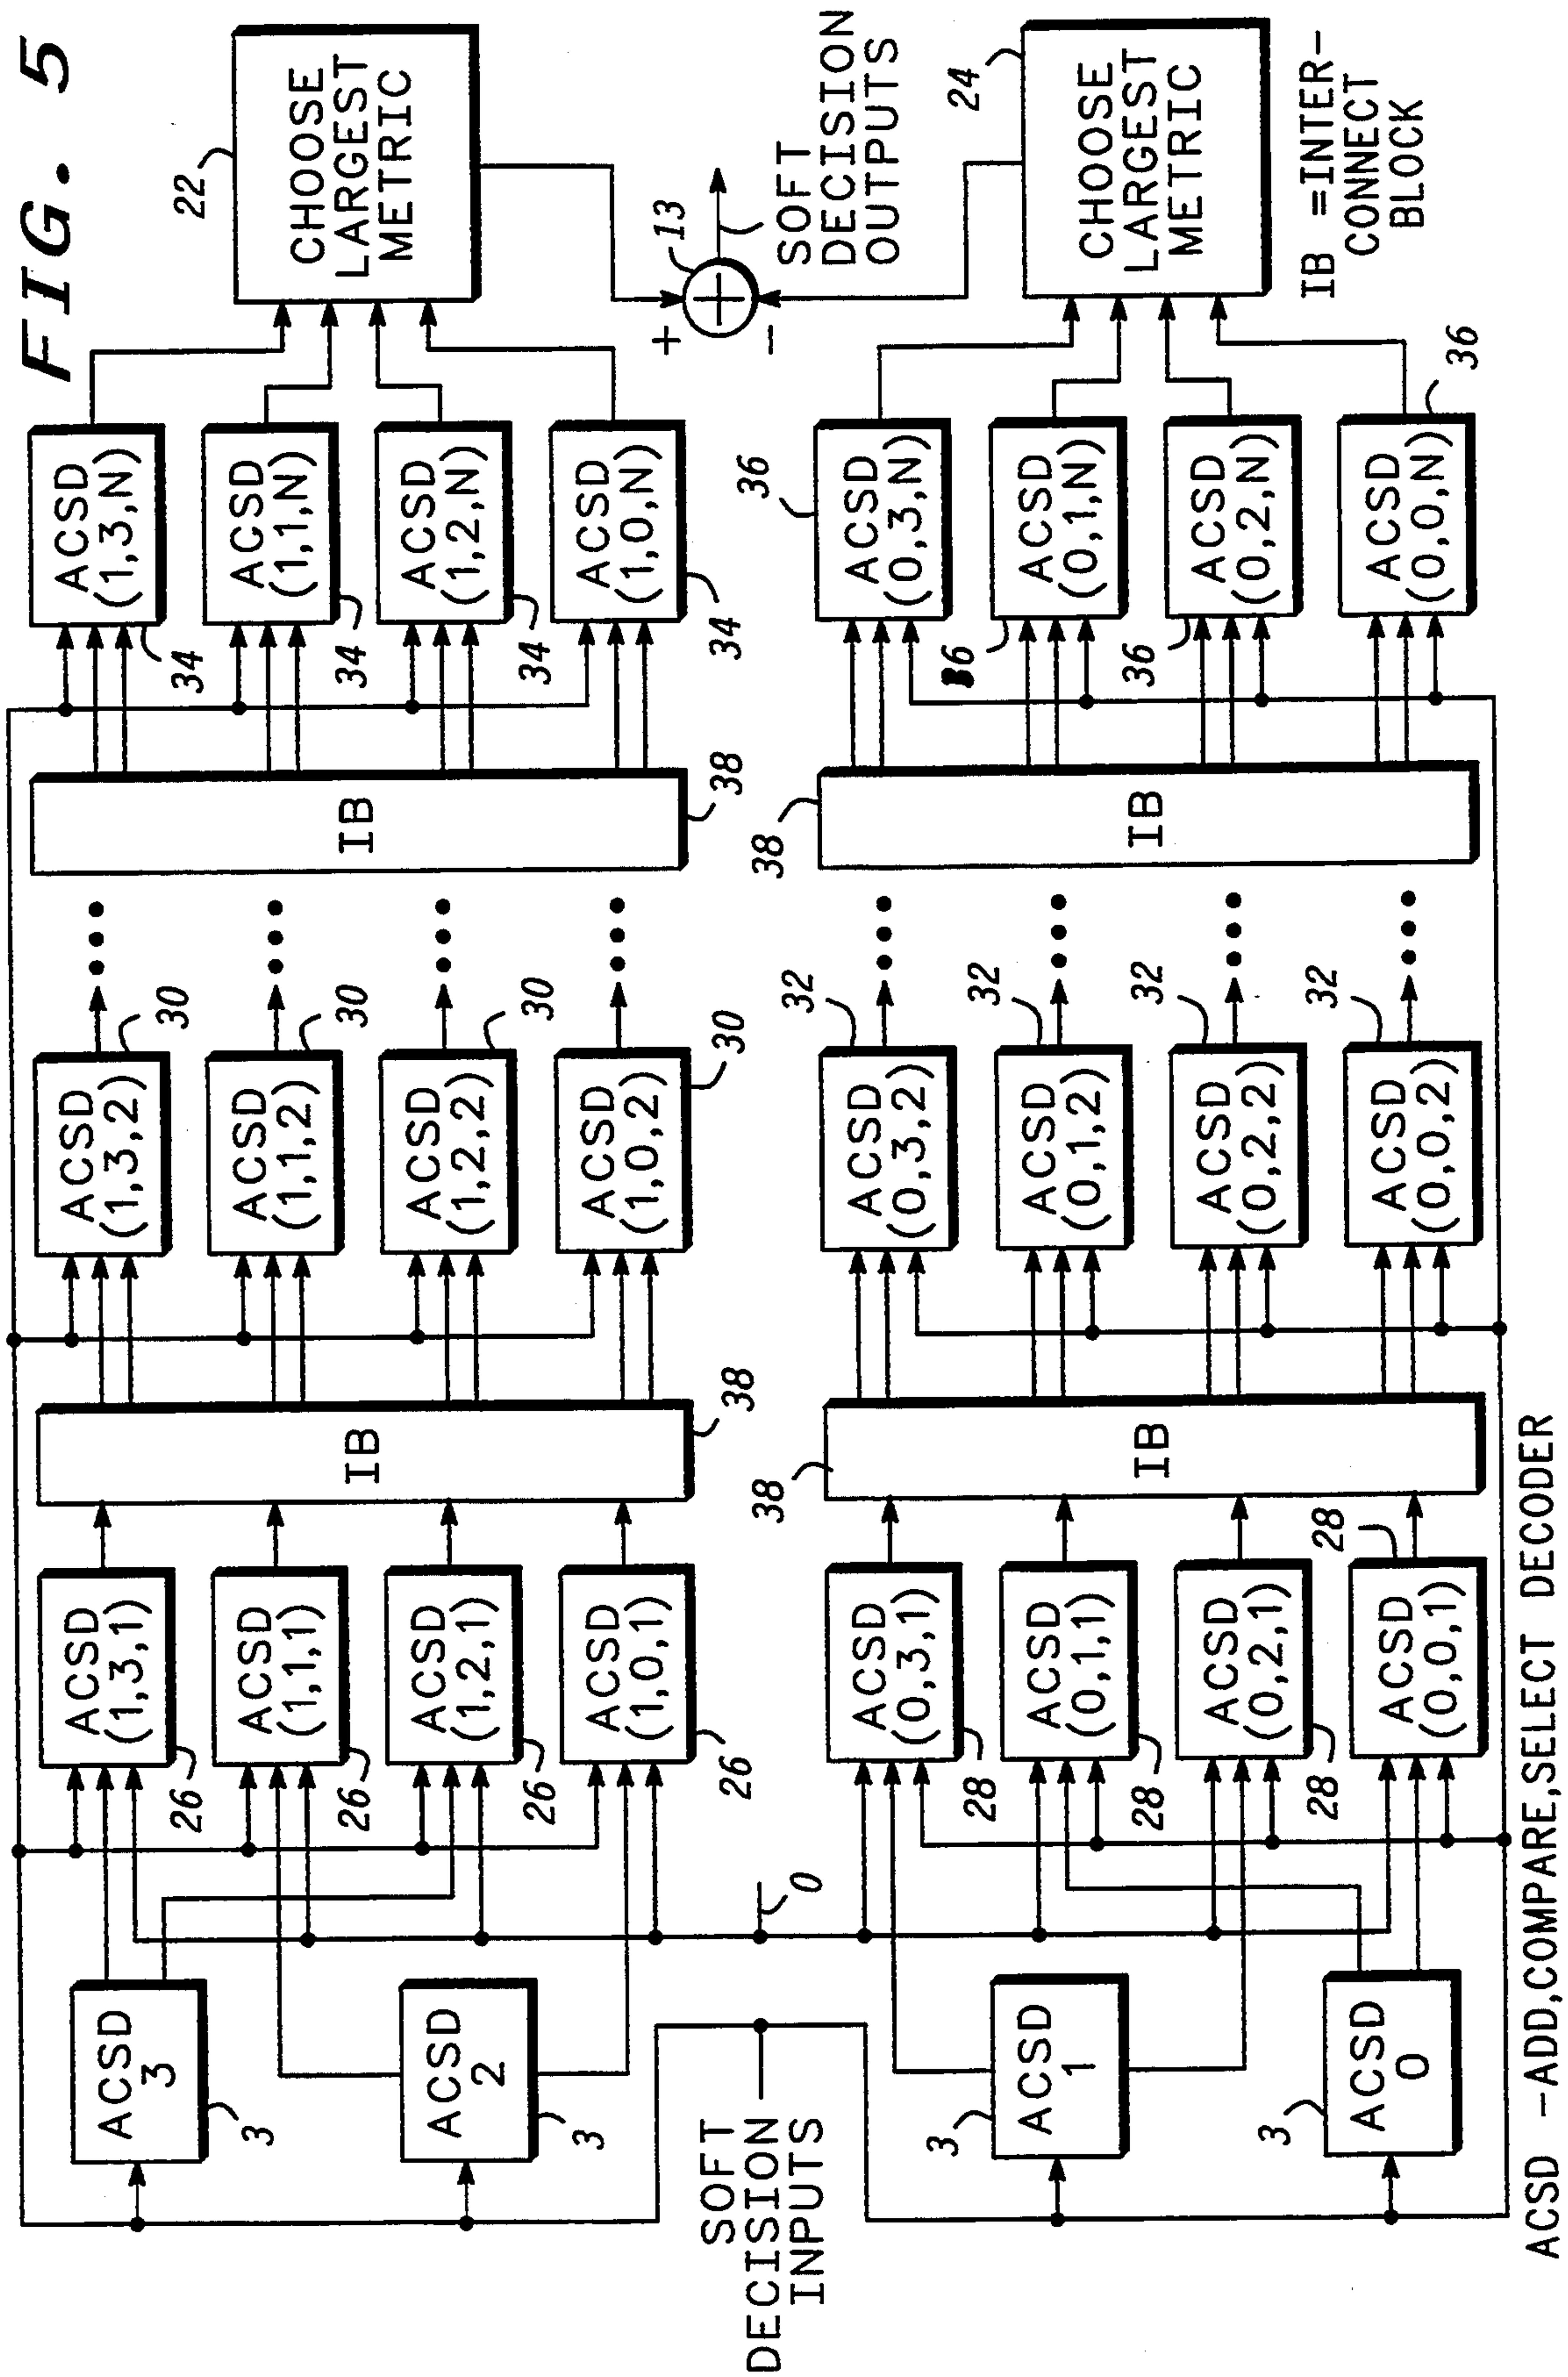 FIG. 5
ACSD
3
3
ACSD
(1,3,1)
26
IB
38
ACSD
(1,3,2)
30
IB
38
ACSD
(1,3,N)
34
CHOOSE
LARGEST
METRIC
22
ACSD
(1,1,1)
26
ACSD
(1,1,2)
30
ACSD
(1,1,N)
34
ACSD
2
3
ACSD
(1,2,1)
26
ACSD
(1,2,2)
30
ACSD
(1,2,N)
34
ACSD
(1,0,1)
26
ACSD
(1,0,2)
30
ACSD
(1,0,N)
34
SOFT
DECISION
INPUTS
0
+
-
13
SOFT
DECISION
OUTPUTS
ACSD
(0,3,1)
28
38
IB
ACSD
(0,3,2)
32
38
IB
ACSD
(0,3,N)
36
ACSD
1
3
ACSD
(0,1,1)
28
ACSD
(0,1,2)
32
ACSD
(0,1,N)
36
24
CHOOSE
LARGEST
METRIC
ACSD
(0,2,1)
28
ACSD
(0,2,2)
32
ACSD
(0,2,N)
36
ACSD
0
3
ACSD
(0,0,1)
28
ACSD
(0,0,2)
32
ACSD
(0,0,N)
36
IB =INTER-
CONNECT
BLOCK
ACSD -ADD,COMPARE,SELECT DECODER